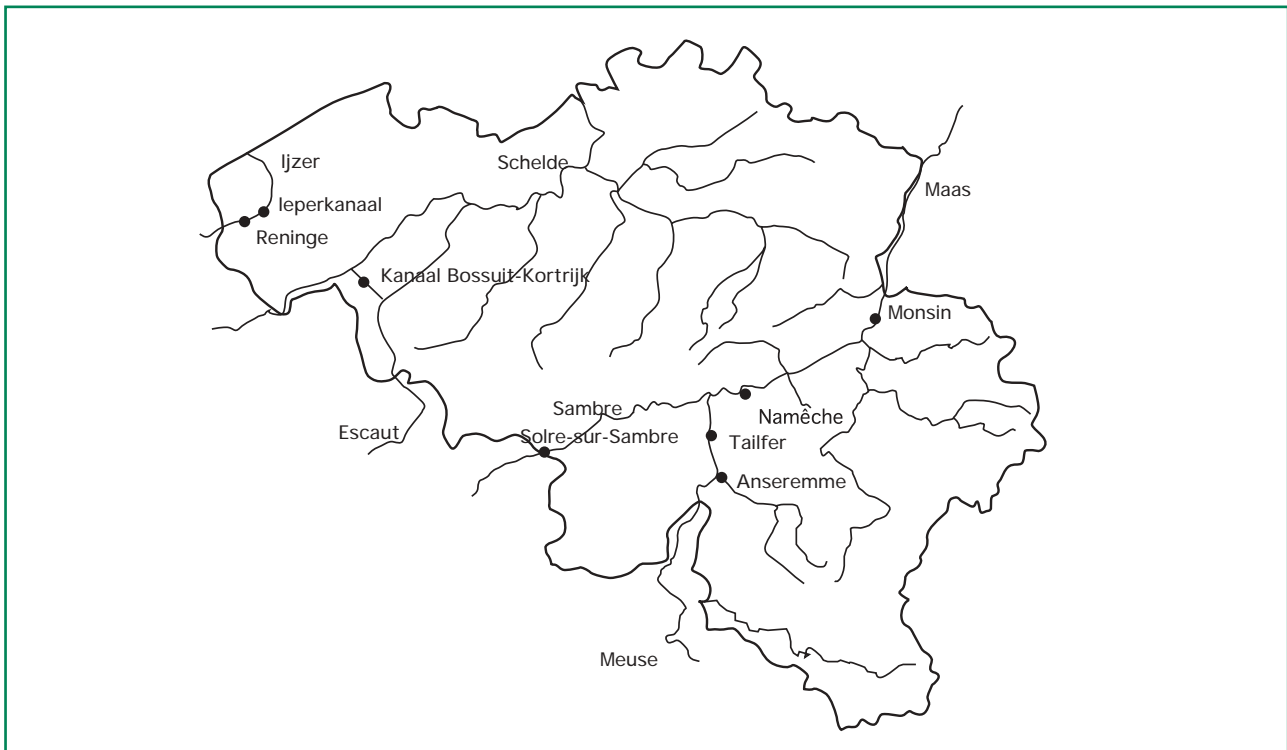 Schelde
Ijzer
Maas
Ieperkanaal
Reninge
Kanaal Bossuit-Kortrijk
Monsin
Sambre
Namêche
Escaut
Solre-sur-Sambre
Tailfer
Anseremme
Meuse